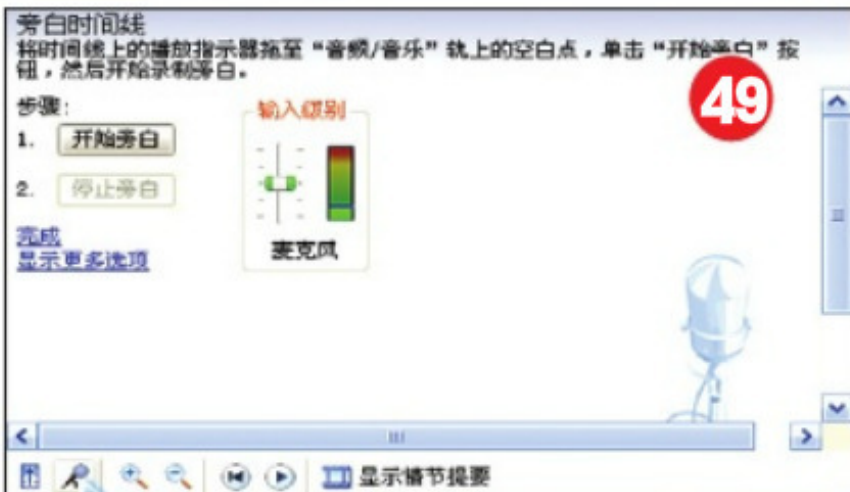 旁白时间线
将时间线上的播放指示器拖至“音频/音乐”轨上的空白点，单击“开始旁白”按
钮，然后开始录制旁白。
49
步骤：
输入级别
1. 开始旁白
2. 停止旁白
完成
显示更多选项
麦克风
显示情节提要